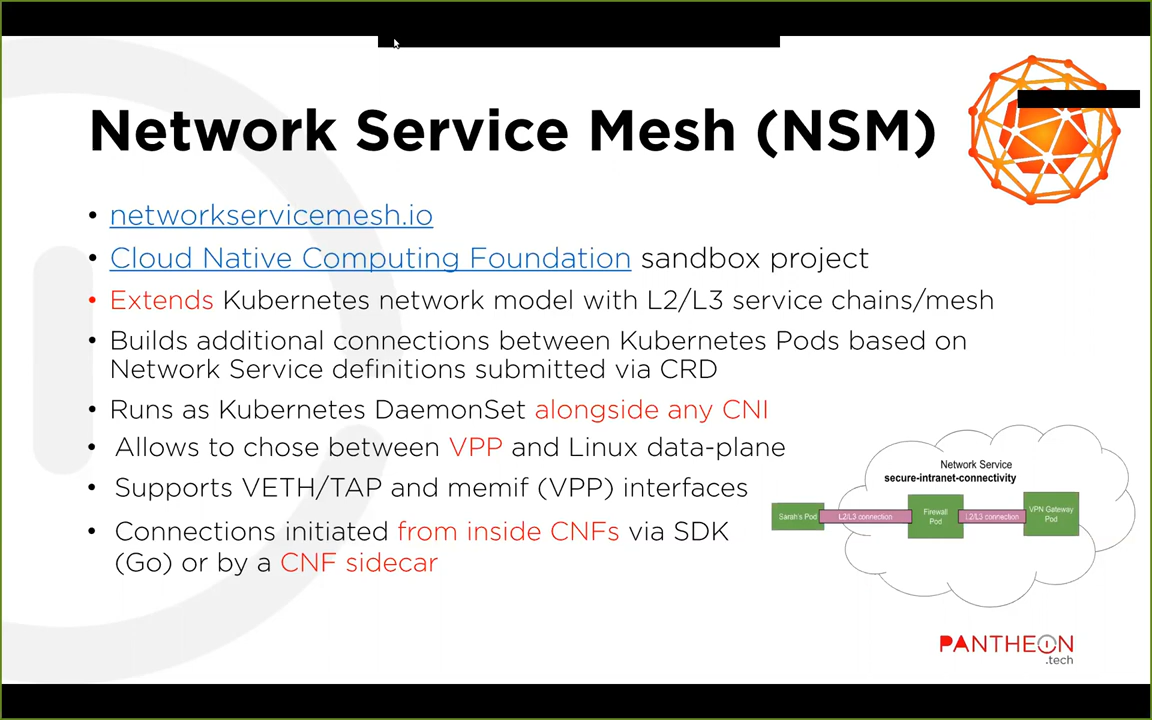 Network Service Mesh (NSM)
• networkservicemesh.io
• Cloud Native Computing Foundation sandbox project
• Extends Kubernetes network model with L2/L3 service chains/mesh
• Builds additional connections between Kubernetes Pods based on
Network Service definitions submitted via CRD
• Runs as Kubernetes DaemonSet alongside any CNI
• Allows to chose between VPP and Linux data-plane
• Supports VETH/TAP and memif (VPP) interfaces
• Connections initiated from inside CNFs via SDK
(Go) or by a CNF sidecar
Network Service
secure-intranet-connectivity
Sarah's Pod
L2/L3 connection
Firewall
Pod
L2/L3 connection
VPN Gateway
Pod
PANTHEON
.tech